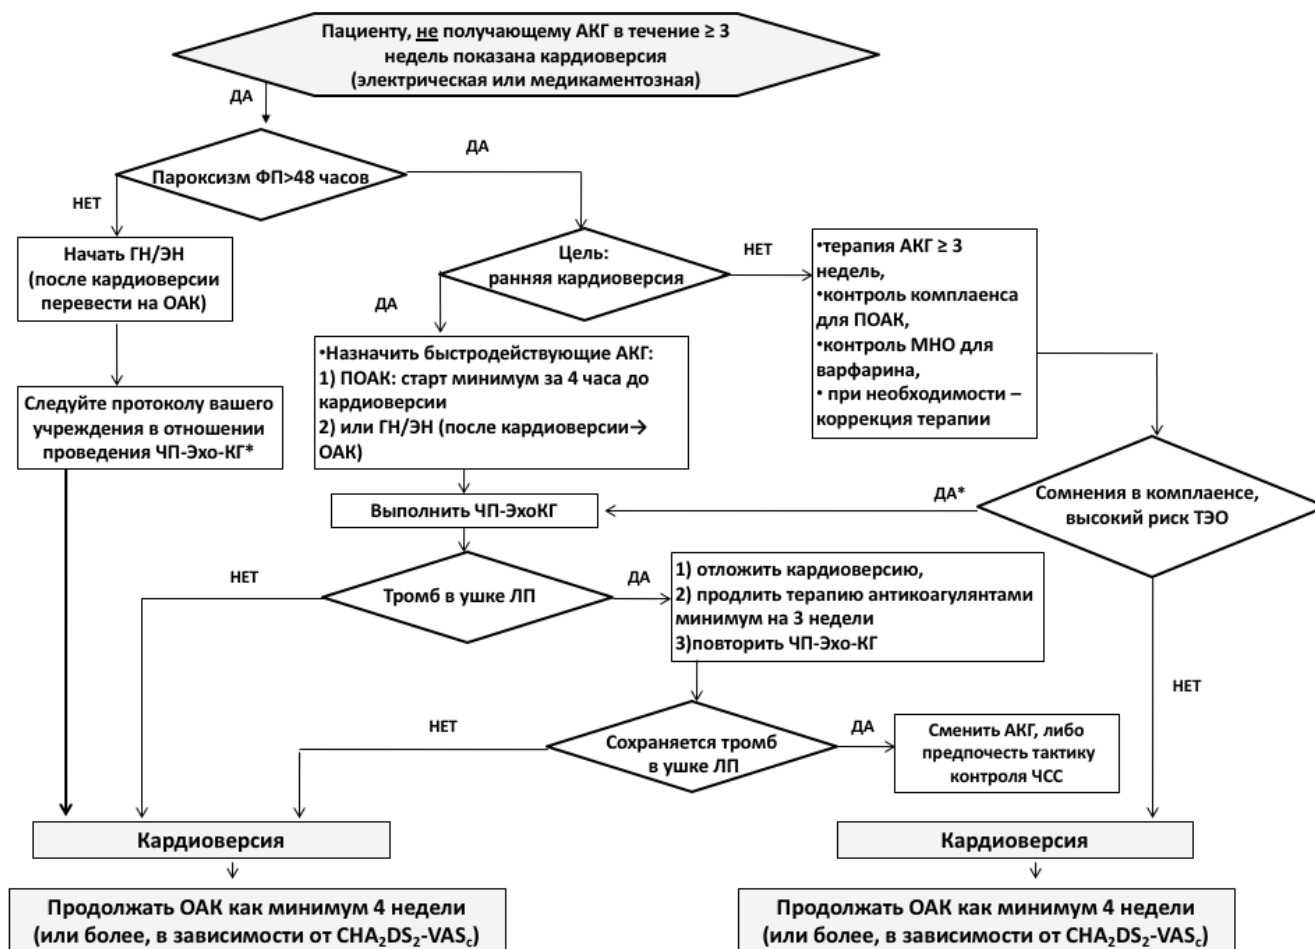 Пациенту, не получающему АКГ в течение ≥ 3
недель показана кардиоверсия
(электрическая или медикаментозная)
ДА
Пароксизм ФП>48 часов
ДА
НЕТ
Начать ГН/ЭН
(после кардиоверсии
перевести на ОАК)
Цель:
ранняя кардиоверсия
НЕТ
ДА
•терапия АКГ ≥ 3
недель,
•контроль комплаенса
для ПОАК,
•контроль МНО для
варфарина,
• при необходимости –
коррекция терапии
•Назначить быстродействующие АКГ:
1) ПОАК: старт минимум за 4 часа до
кардиоверсии
2) или ГН/ЭН (после кардиоверсии→
ОАК)
Следуйте протоколу вашего
учреждения в отношении
проведения ЧП-Эхо-КГ*
Выполнить ЧП-ЭхоКГ
ДА*
Сомнения в комплаенсе,
высокий риск ТЭО
НЕТ
Тромб в ушке ЛП
ДА
1) отложить кардиоверсию,
2) продлить терапию антикоагулянтами
минимум на 3 недели
3)повторить ЧП-Эхо-КГ
НЕТ
НЕТ
Сохраняется тромб
в ушке ЛП
ДА
Сменить АКГ, либо
предпочесть тактику
контроля ЧСС
Кардиоверсия
Кардиоверсия
Продолжать ОАК как минимум 4 недели
(или более, в зависимости от CHA₂DS₂-VASc)
Продолжать ОАК как минимум 4 недели
(или более, в зависимости от CHA₂DS₂-VASc)